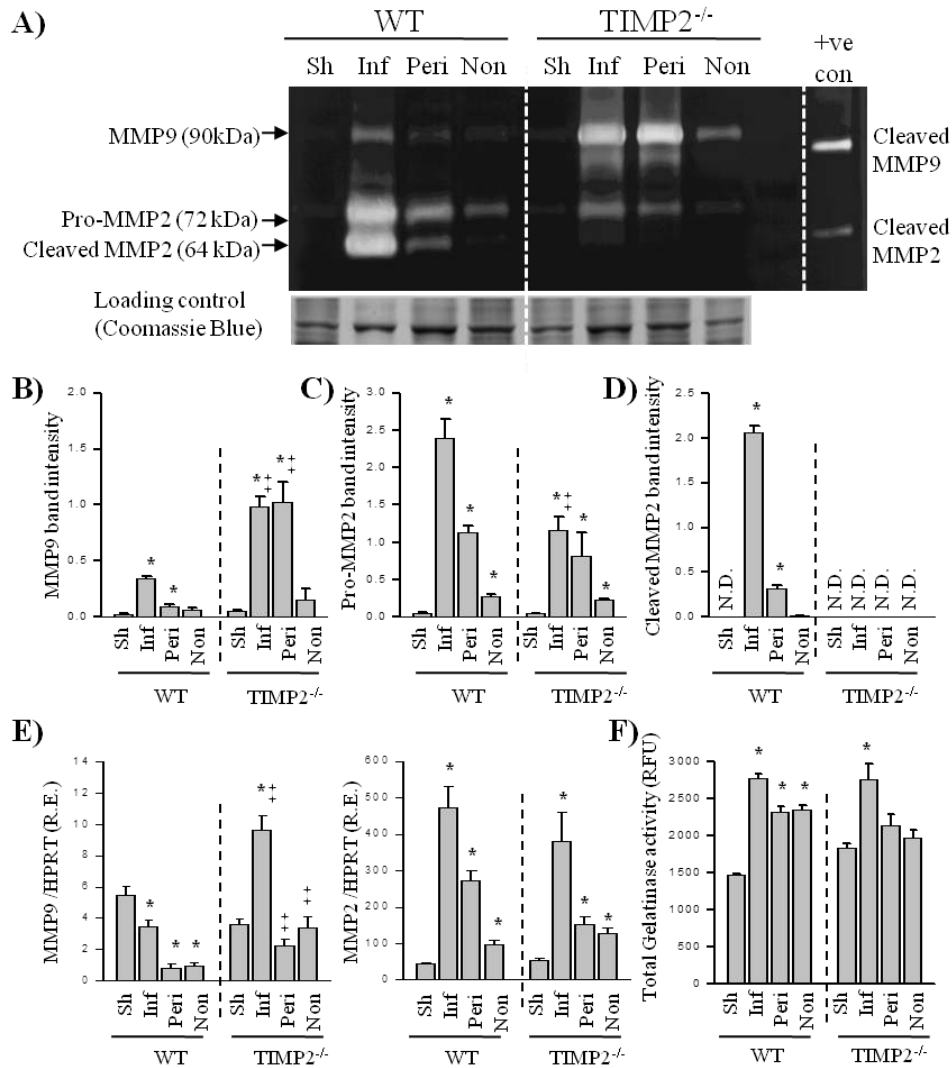 A)
WT
TIMP2-/-
Sh Inf Peri Non
Sh Inf Peri Non
+ve
con
MMP9 (90kDa)
Pro-MMP2 (72 kDa)
Cleaved MMP2 (64 kDa)
Cleaved
MMP9
Cleaved
MMP2
Loading control
(Coomassie Blue)
B)
MMP9 band intensity
2.0
1.5
1.0
0.5
0.0
* * *‡ *‡
Sh Inf Peri Non Sh Inf Peri Non
WT TIMP2-/-
C)
Pro-MMP2 band intensity
3.0
2.5
2.0
1.5
1.0
0.5
0.0
* * * *‡ * *
Sh Inf Peri Non Sh Inf Peri Non
WT TIMP2-/-
D)
Cleaved MMP2 band intensity
2.5
2.0
1.5
1.0
0.5
0.0
N.D. * * N.D. N.D. N.D. N.D.
Sh Inf Peri Non Sh Inf Peri Non
WT TIMP2-/-
E)
MMP9 /HPRT (R.E.)
14
12
10
8
6
4
2
0
* * * *‡ ‡ ‡
Sh Inf Peri Non Sh Inf Peri Non
WT TIMP2-/-
MMP2 /HPRT (R.E.)
600
500
400
300
200
100
0
* * * * * *
Sh Inf Peri Non Sh Inf Peri Non
WT TIMP2-/-
F)
Total Gelatinase activity (RFU)
3000
2500
2000
1500
1000
500
0
* * * *
Sh Inf Peri Non Sh Inf Peri Non
WT TIMP2-/-